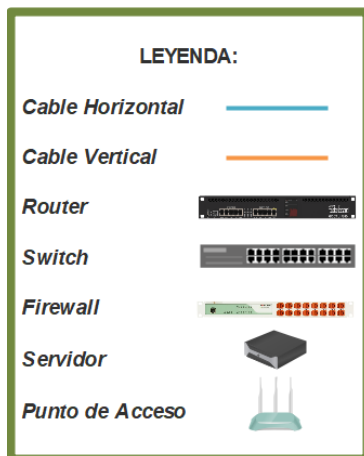 LEYENDA:
Cable Horizontal
Cable Vertical
Router
Switch
Firewall
Servidor
Punto de Acceso